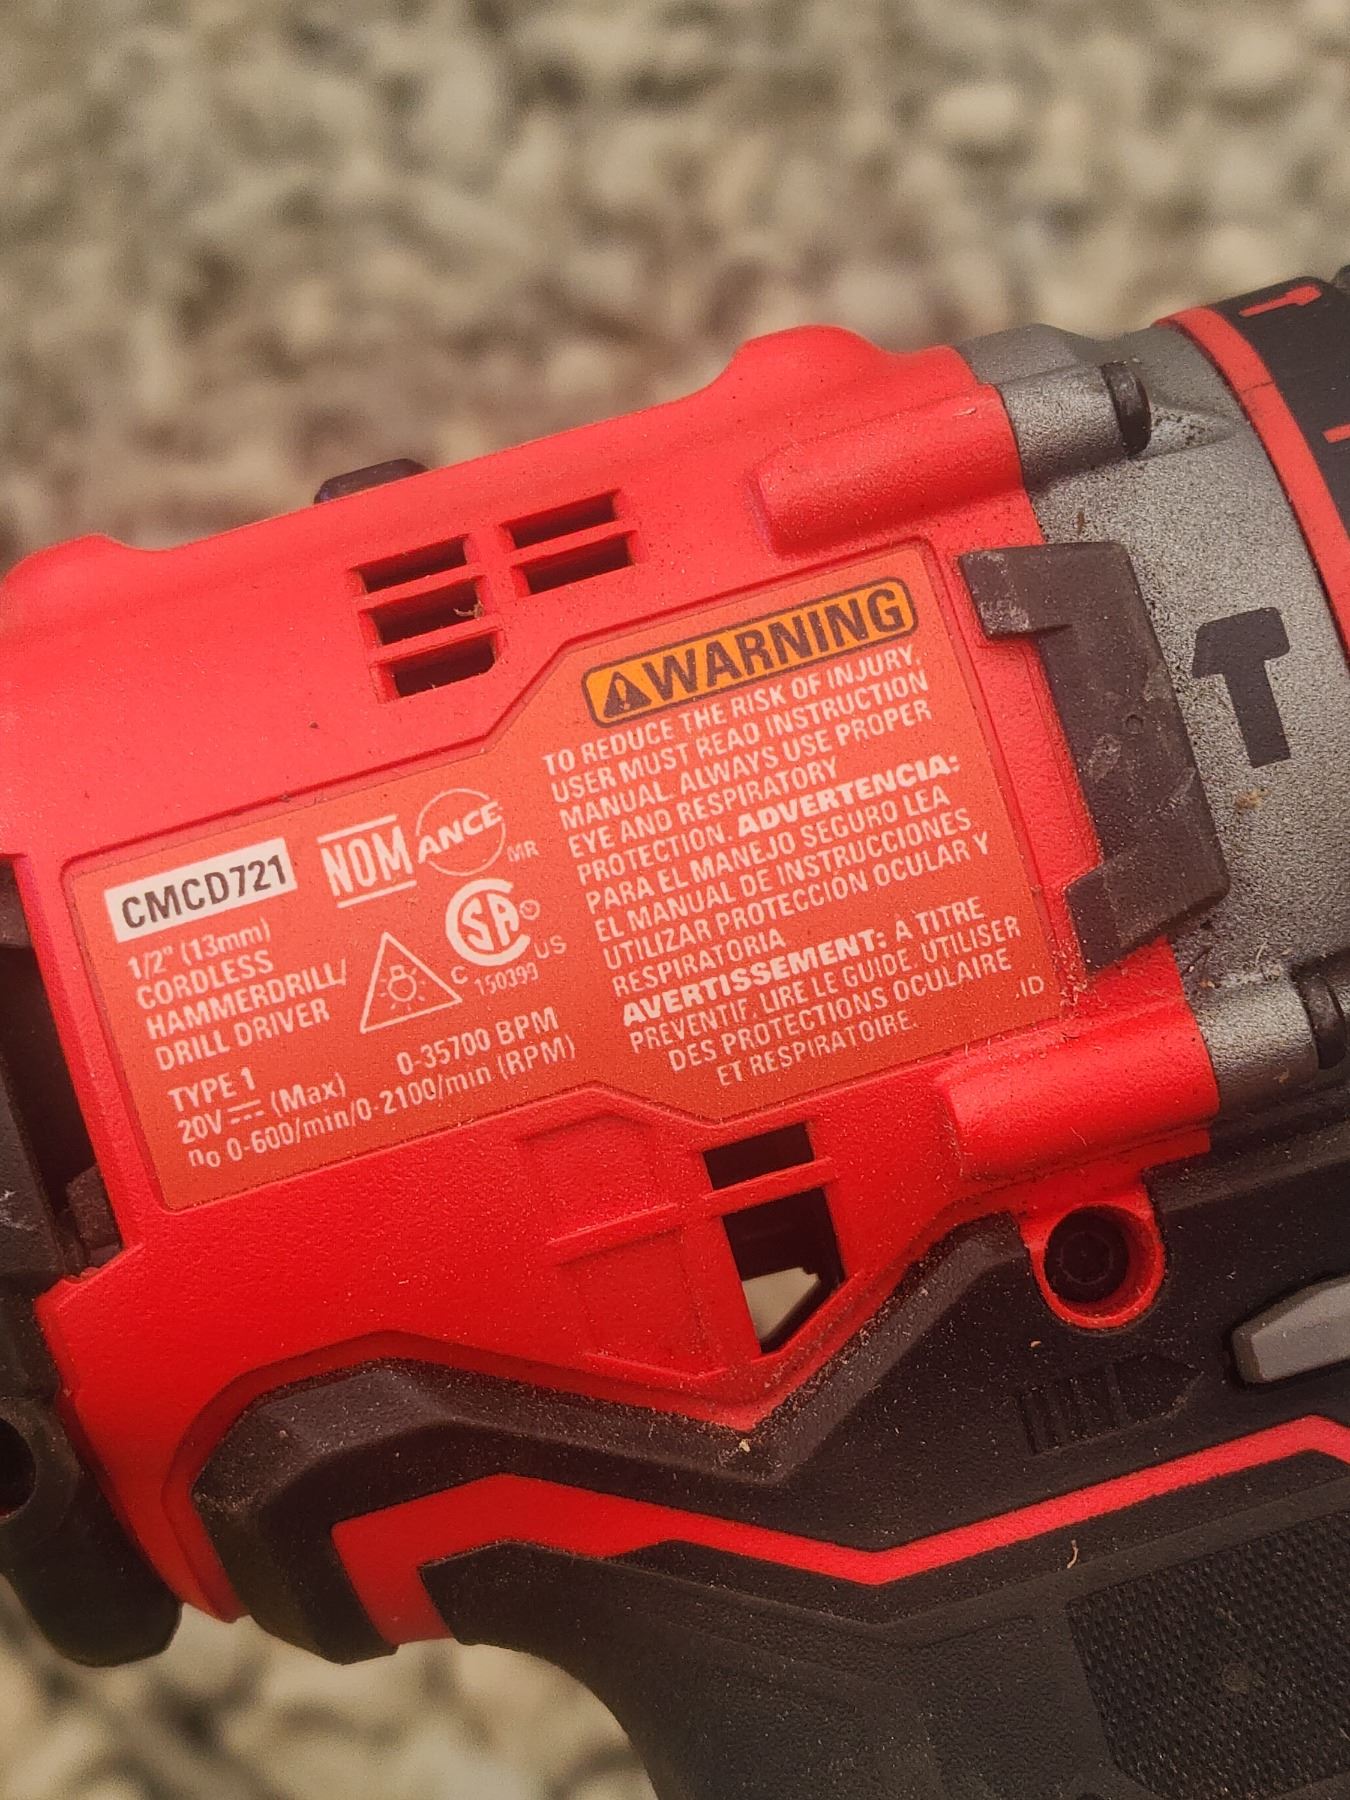 CMCD721
1/2" (13mm)
CORDLESS
HAMMERDRILL/
DRILL DRIVER
TYPE 1
20V (Max)
0-35700 BPM
no 0-600/min/0-2100/min (RPM)
NOM
ANCE
MR
C
US
150399
WARNING
TO REDUCE THE RISK OF INJURY,
USER MUST READ INSTRUCTION
MANUAL. ALWAYS USE PROPER
EYE AND RESPIRATORY
PROTECTION. ADVERTENCIA:
PARA EL MANEJO SEGURO LEA
EL MANUAL DE INSTRUCCIONES
UTILIZAR PROTECCIÓN OCULAR Y
RESPIRATORIA
AVERTISSEMENT: À TITRE
PRÉVENTIF, LIRE LE GUIDE. UTILISER
DES PROTECTIONS OCULAIRE
ET RESPIRATOIRE.
ID